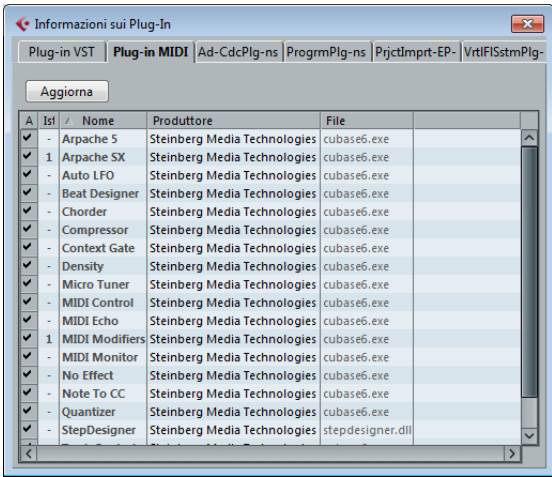 Informazioni sui Plug-In
Plug-in VST Plug-in MIDI Ad-CdcPlg-ns ProgrmPlg-ns PrjctImprt-EP- VrtlFlSstmPlg-
Aggiorna
A Ist Nome Produttore File
- Arpache 5 Steinberg Media Technologies cubase6.exe
1 Arpache SX Steinberg Media Technologies cubase6.exe
- Auto LFO Steinberg Media Technologies cubase6.exe
- Beat Designer Steinberg Media Technologies cubase6.exe
- Chorder Steinberg Media Technologies cubase6.exe
- Compressor Steinberg Media Technologies cubase6.exe
- Context Gate Steinberg Media Technologies cubase6.exe
- Density Steinberg Media Technologies cubase6.exe
- Micro Tuner Steinberg Media Technologies cubase6.exe
- MIDI Control Steinberg Media Technologies cubase6.exe
- MIDI Echo Steinberg Media Technologies cubase6.exe
1 MIDI Modifiers Steinberg Media Technologies cubase6.exe
- MIDI Monitor Steinberg Media Technologies cubase6.exe
- No Effect Steinberg Media Technologies cubase6.exe
- Note To CC Steinberg Media Technologies cubase6.exe
- Quantizer Steinberg Media Technologies cubase6.exe
- StepDesigner Steinberg Media Technologies stepdesigner.dll